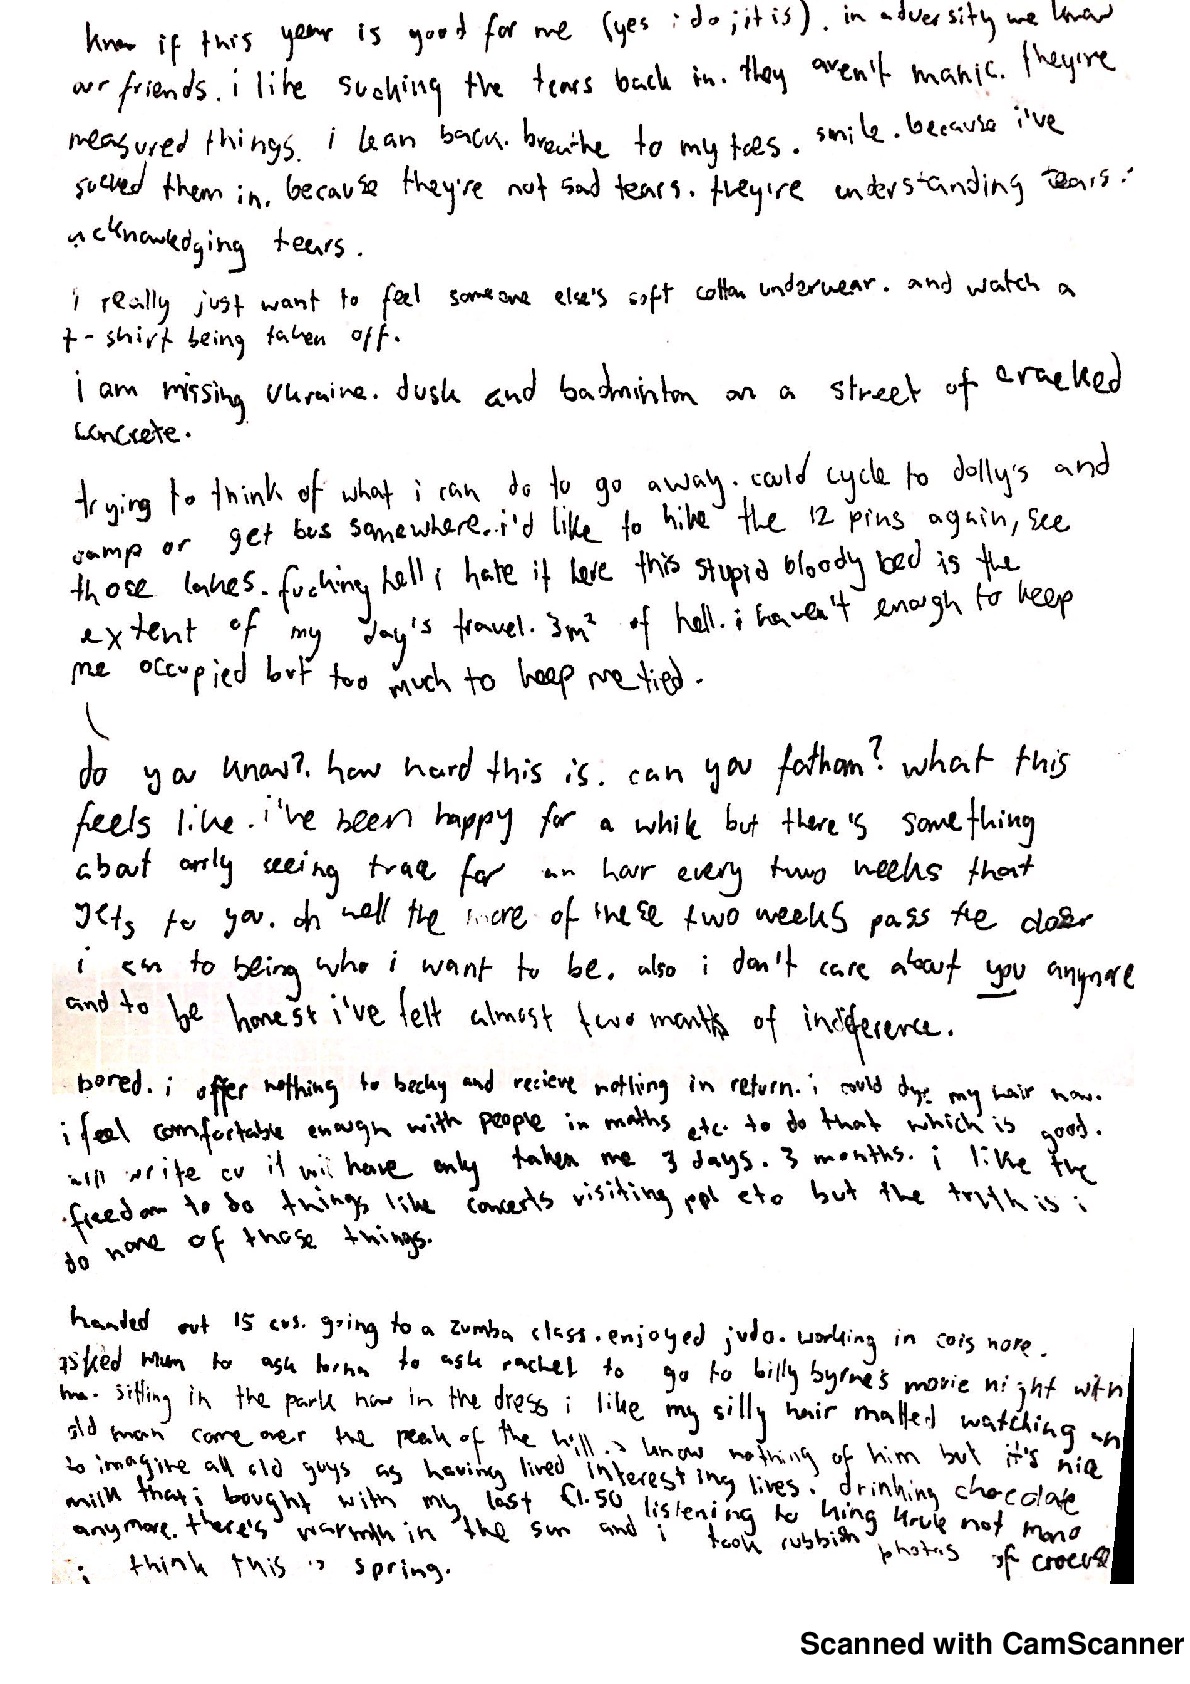 know if this year is good for me (yes i do; it is). in adversity we know
our friends. i like sucking the tears back in. they aren't manic. they're
measured things. i lean back. breathe to my toes. smile. because i've
sucked them in. because they're not sad tears. they're understanding tears.
acknowledging tears.
i really just want to feel someone else's soft cotton underwear. and watch a
t-shirt being taken off.
i am missing ukraine. dusk and badminton on a street of cracked
concrete.
trying to think of what i can do to go away. could cycle to dolly's and
camp or get bus somewhere. i'd like to hike the 12 pins again, see
those lakes. fucking hell i hate it here this stupid bloody bed is the
extent of my day's travel. 3m² of hell. i haven't enough to keep
me occupied but too much to keep me tied.
do you know?. how hard this is. can you fathom? what this
feels like. i've been happy for a while but there's something
about only seeing for an hour every two weeks that
gets to you. oh well the more of these two weeks pass the closer
i am to being who i want to be. also i don't care about you anymore
and to be honest i've felt almost two months of indifference.
bored. i offer nothing to becky and recieve nothing in return. i could dye my hair now.
i feel comfortable enough with people in maths etc. to do that which is good.
will write cv it will have only taken me 3 days. 3 months. i like the
freedom to do things like concerts visiting ppl etc but the truth is i
do none of those things.
handed out 15 cvs. going to a zumba class. enjoyed judo. working in cois now.
asked mum to ask to ask rachel to go to billy byrne's movie night with
me. sitting in the park now in the dress i like my silly hair matted watching an
old man come over the peak of the hill. i know nothing of him but it's nice
to imagine all old guys as having lived interesting lives. drinking chocolate
milk that i bought with my last €1.50 listening to king krule not mono
anymore. there's warmth in the sun and i took rubbish photos of crocuses
i think this is spring.
Scanned with CamScanner